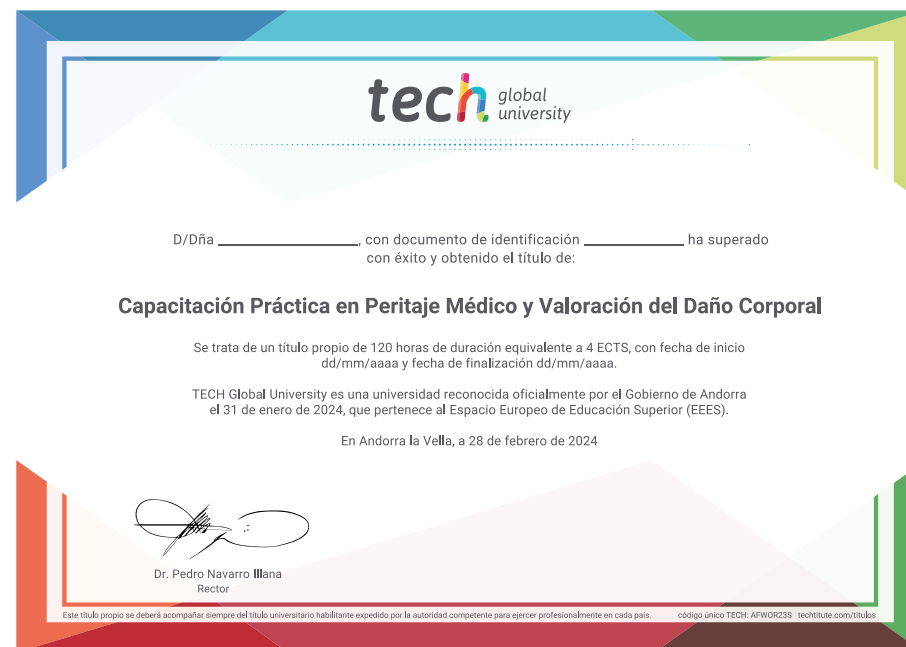 tech global university
D/Dña ____________________, con documento de identificación ______________ ha superado
con éxito y obtenido el título de:
Capacitación Práctica en Peritaje Médico y Valoración del Daño Corporal
Se trata de un título propio de 120 horas de duración equivalente a 4 ECTS, con fecha de inicio
dd/mm/aaaa y fecha de finalización dd/mm/aaaa.
TECH Global University es una universidad reconocida oficialmente por el Gobierno de Andorra
el 31 de enero de 2024, que pertenece al Espacio Europeo de Educación Superior (EEES).
En Andorra la Vella, a 28 de febrero de 2024
Dr. Pedro Navarro Illana
Rector
Este título propio se deberá acompañar siempre del título universitario habilitante expedido por la autoridad competente para ejercer profesionalmente en cada país. código único TECH: AFWOR23S techtitute.com/titulos